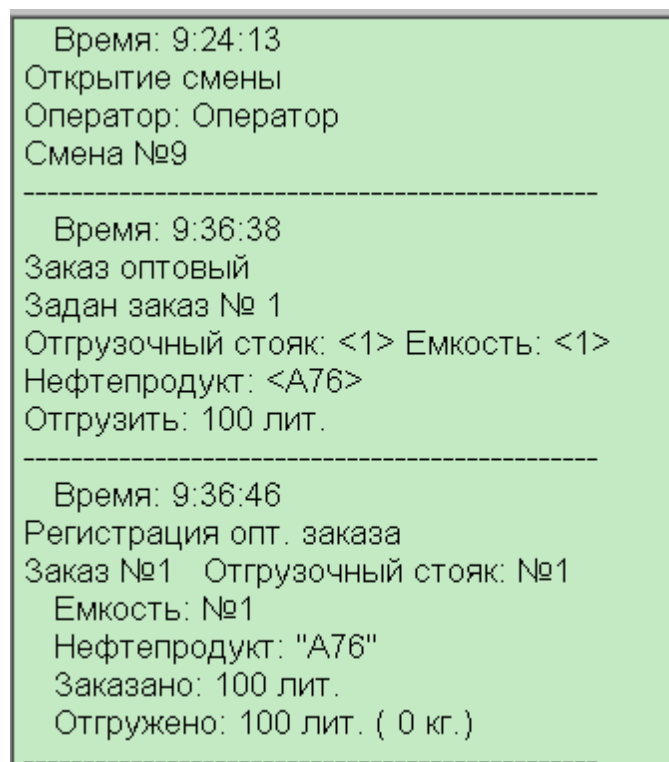 Время: 9:24:13
Открытие смены
Оператор: Оператор
Смена №9
------------------------------------------------
Время: 9:36:38
Заказ оптовый
Задан заказ № 1
Отгрузочный стояк: <1> Емкость: <1>
Нефтепродукт: <А76>
Отгрузить: 100 лит.
------------------------------------------------
Время: 9:36:46
Регистрация опт. заказа
Заказ №1   Отгрузочный стояк: №1
Емкость: №1
Нефтепродукт: "А76"
Заказано: 100 лит.
Отгружено: 100 лит. ( 0 кг.)
------------------------------------------------